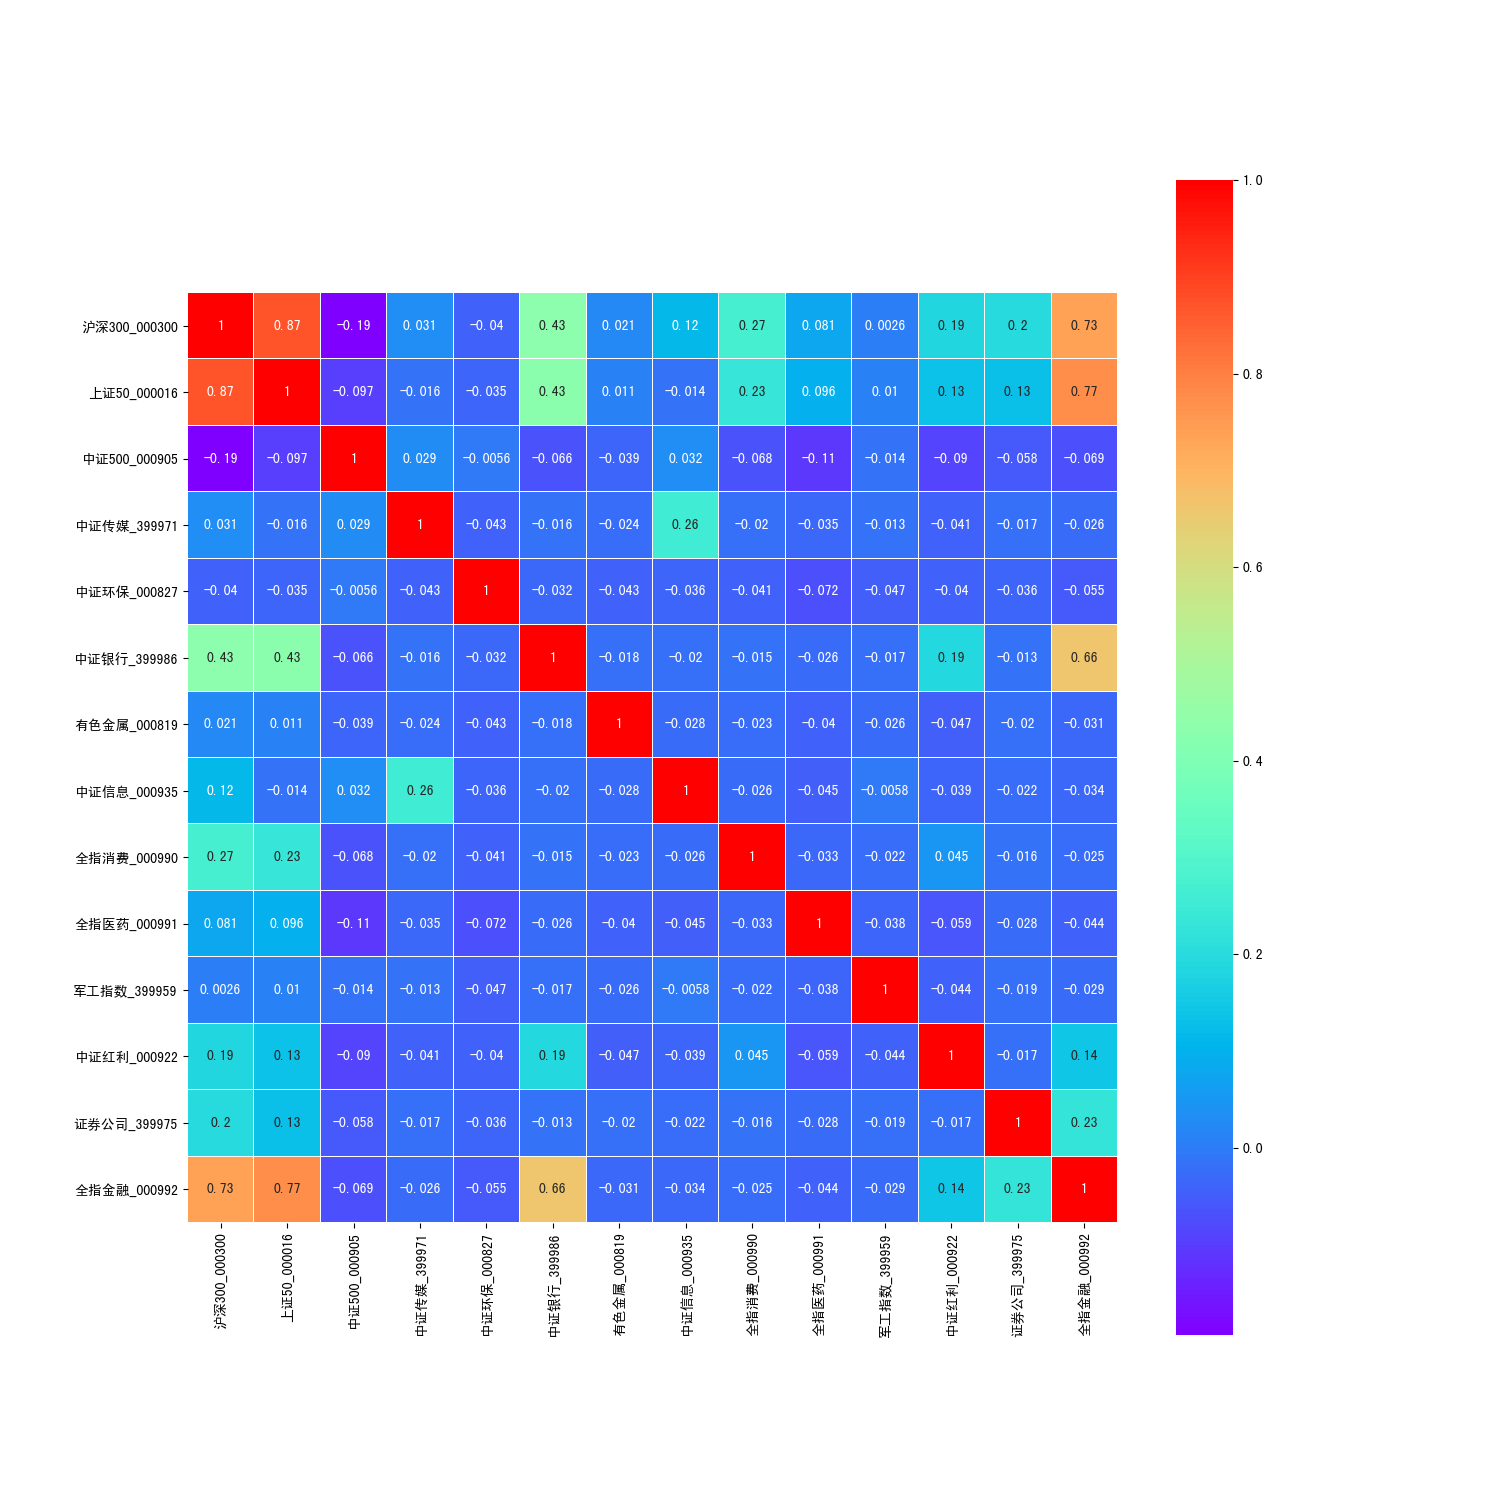 1.0
沪深300_000300 1 0.87 -0.19 0.031 -0.04 0.43 0.021 0.12 0.27 0.081 0.0026 0.19 0.2 0.73
0.8
上证50_000016 0.87 1 -0.097 -0.016 -0.035 0.43 0.011 -0.014 0.23 0.096 0.01 0.13 0.13 0.77
中证500_000905 -0.19 -0.097 1 0.029 -0.0056 -0.066 -0.039 0.032 -0.068 -0.11 -0.014 -0.09 -0.058 -0.069
中证传媒_399971 0.031 -0.016 0.029 1 -0.043 -0.016 -0.024 0.26 -0.02 -0.035 -0.013 -0.041 -0.017 -0.026
0.6
中证环保_000827 -0.04 -0.035 -0.0056 -0.043 1 -0.032 -0.043 -0.036 -0.041 -0.072 -0.047 -0.04 -0.036 -0.055
中证银行_399986 0.43 0.43 -0.066 -0.016 -0.032 1 -0.018 -0.02 -0.015 -0.026 -0.017 0.19 -0.013 0.66
有色金属_000819 0.021 0.011 -0.039 -0.024 -0.043 -0.018 1 -0.028 -0.023 -0.04 -0.026 -0.047 -0.02 -0.031
0.4
中证信息_000935 0.12 -0.014 0.032 0.26 -0.036 -0.02 -0.028 1 -0.026 -0.045 -0.0058 -0.039 -0.022 -0.034
全指消费_000990 0.27 0.23 -0.068 -0.02 -0.041 -0.015 -0.023 -0.026 1 -0.033 -0.022 0.045 -0.016 -0.025
全指医药_000991 0.081 0.096 -0.11 -0.035 -0.072 -0.026 -0.04 -0.045 -0.033 1 -0.038 -0.059 -0.028 -0.044
0.2
军工指数_399959 0.0026 0.01 -0.014 -0.013 -0.047 -0.017 -0.026 -0.0058 -0.022 -0.038 1 -0.044 -0.019 -0.029
中证红利_000922 0.19 0.13 -0.09 -0.041 -0.04 0.19 -0.047 -0.039 0.045 -0.059 -0.044 1 -0.017 0.14
证券公司_399975 0.2 0.13 -0.058 -0.017 -0.036 -0.013 -0.02 -0.022 -0.016 -0.028 -0.019 -0.017 1 0.23
0.0
全指金融_000992 0.73 0.77 -0.069 -0.026 -0.055 0.66 -0.031 -0.034 -0.025 -0.044 -0.029 0.14 0.23 1
沪深300_000300
上证50_000016
中证500_000905
中证传媒_399971
中证环保_000827
中证银行_399986
有色金属_000819
中证信息_000935
全指消费_000990
全指医药_000991
军工指数_399959
中证红利_000922
证券公司_399975
全指金融_000992